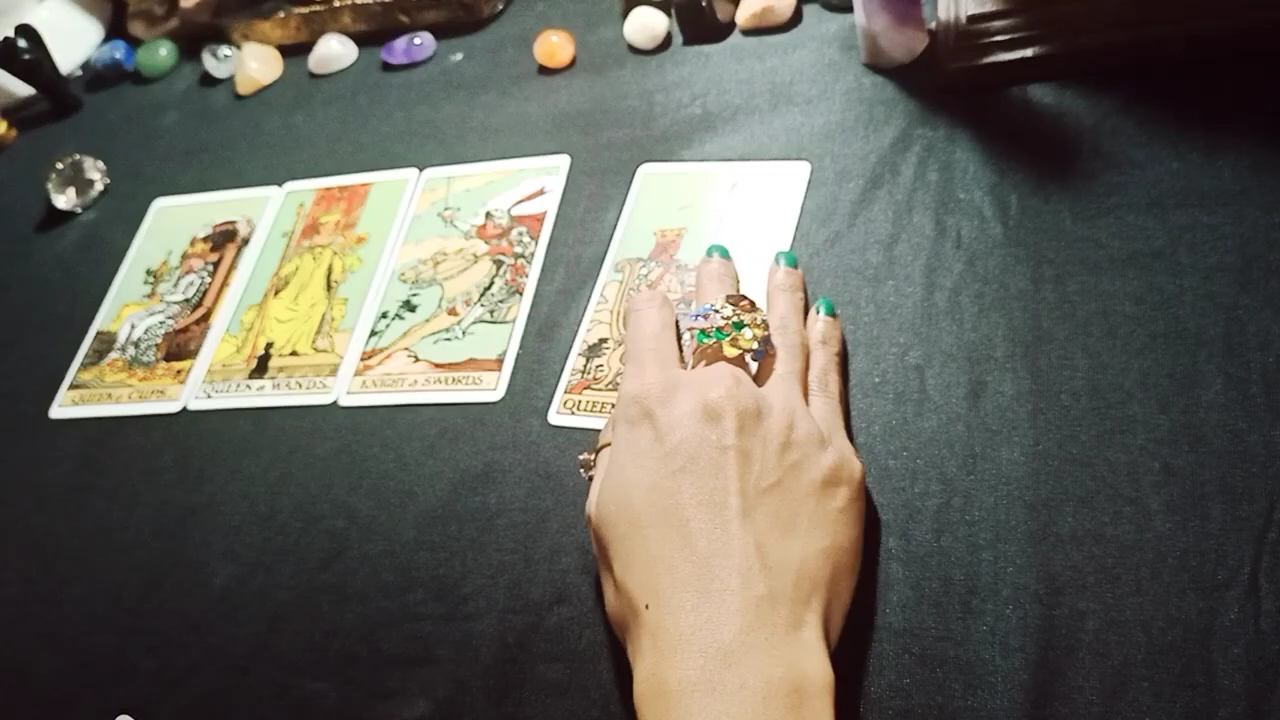 QUEEN of CUPS.
QUEEN of WANDS.
KNIGHT of SWORDS.
QUEEN